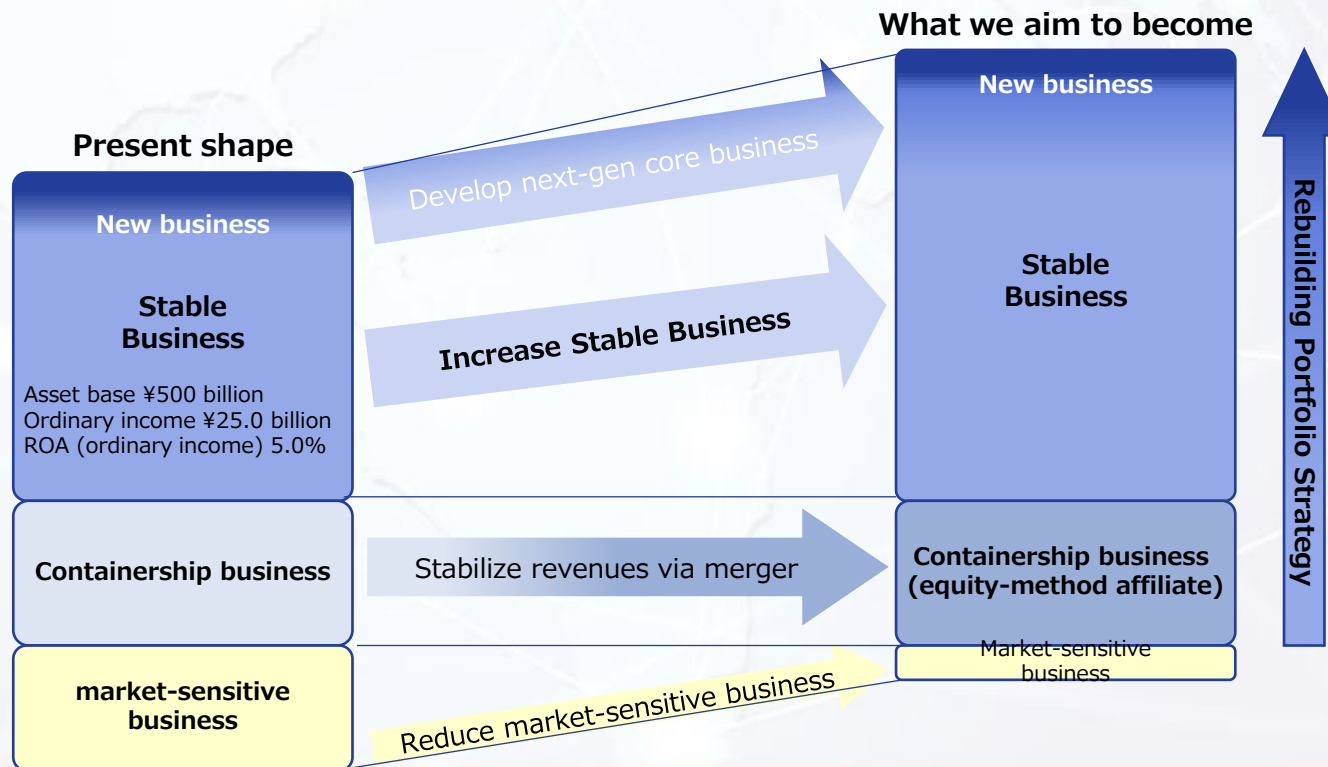 What we aim to become
Present shape
New business
Stable
Business
Asset base ¥500 billion
Ordinary income ¥25.0 billion
ROA (ordinary income) 5.0%
Containership business
market-sensitive
business
Develop next-gen core business
Increase Stable Business
Stabilize revenues via merger
Reduce market-sensitive business
New business
Stable
Business
Containership business
(equity-method affiliate)
Market-sensitive
business
Rebuilding Portfolio Strategy